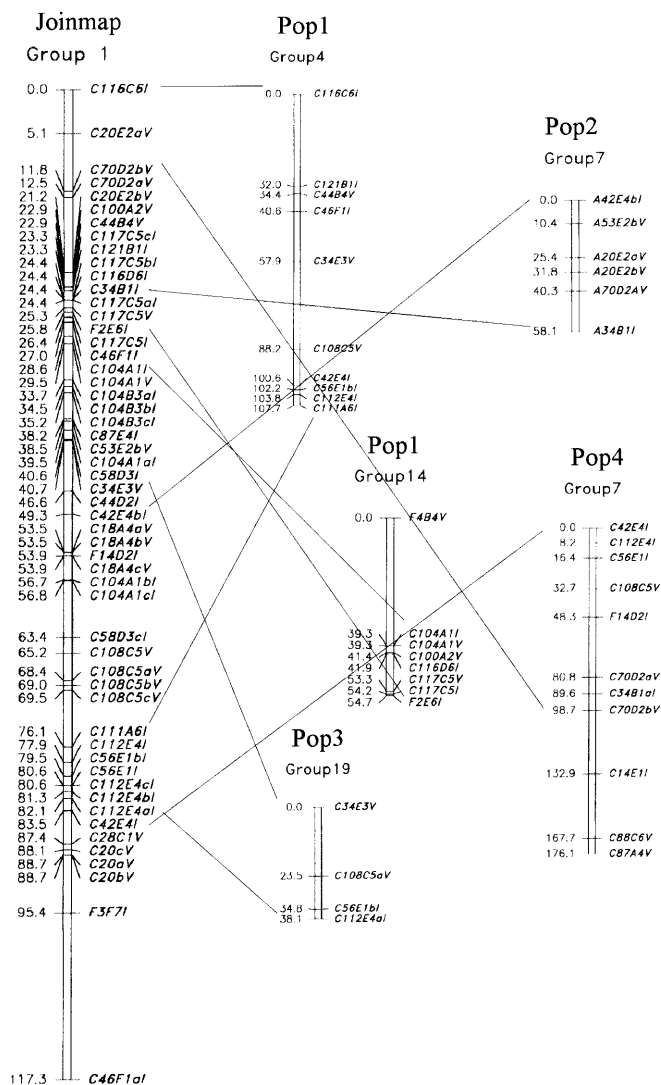 Joinmap
Group 1
0.0 C116C6I
5.1 C20E2aV
11.8 C70D2bV
12.5 C70D2aV
21.2 C20E2bV
22.9 C100A2V
22.9 C44B4V
23.3 C117C5cI
23.3 C121B1I
24.4 C117C5bI
24.4 C116D6I
24.4 C34B1I
24.4 C117C5aI
25.3 C117C5V
25.8 F2E6I
26.4 C117C5I
27.0 C46F1I
28.6 C104A1I
29.5 C104A1V
33.7 C104B3aI
34.5 C104B3bI
35.2 C104B3cI
38.2 C87E4I
38.5 C53E2bV
39.5 C104A1aI
40.6 C58D3I
40.7 C34E3V
46.6 C44D2I
49.3 C42E4bI
53.5 C18A4aV
53.5 C18A4bV
53.9 F14D2I
53.9 C18A4cV
56.7 C104A1bI
56.8 C104A1cI
63.4 C58D3cI
65.2 C108C5V
68.4 C108C5aV
69.0 C108C5bV
69.5 C108C5cV
76.1 C111A6I
77.9 C112E4I
79.5 C56E1bI
80.6 C56E1I
80.6 C112E4cI
81.3 C112E4bI
82.1 C112E4aI
83.5 C42E4I
87.4 C28C1V
88.1 C20cV
88.7 C20aV
88.7 C20bV
95.4 F3F7I
117.3 C46F1aI
Pop1
Group4
0.0 C116C6I
32.0 C121B1I
34.4 C44B4V
40.6 C46F1I
57.9 C34E3V
88.2 C108C5V
100.6 C42E4I
102.2 C56E1bI
103.8 C112E4I
107.7 C111A6I
Pop2
Group7
0.0 A42E4bI
10.4 A53E2bV
25.4 A20E2aV
31.8 A20E2bV
40.3 A70D2AV
58.1 A34B1I
Pop1
Group14
0.0 F4B4V
39.3 C104A1I
39.3 C104A1V
41.4 C100A2V
41.9 C116D6I
53.3 C117C5V
54.2 C117C5I
54.7 F2E6I
Pop4
Group7
0.0 C42E4I
8.2 C112E4I
16.4 C56E1I
32.7 C108C5V
48.3 F14D2I
80.8 C70D2aV
89.6 C34B1aI
98.7 C70D2bV
132.9 C14E1I
167.7 C88C6V
176.1 C87A4V
Pop3
Group19
0.0 C34E3V
23.5 C108C5aV
34.8 C56E1bI
38.1 C112E4aI